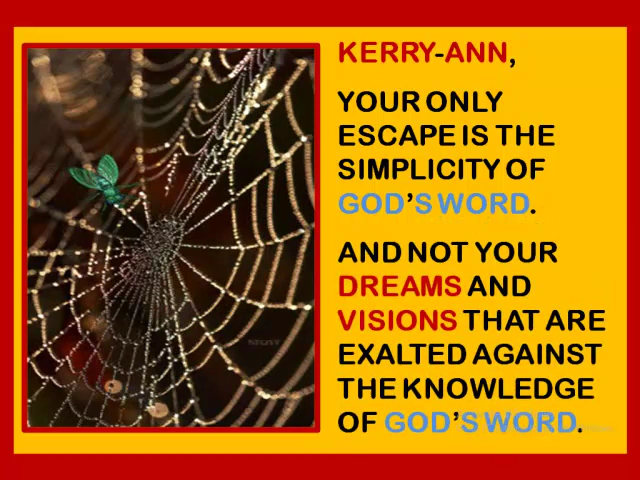 KERRY-ANN,
YOUR ONLY
ESCAPE IS THE
SIMPLICITY OF
GOD'S WORD.
AND NOT YOUR
DREAMS AND
VISIONS THAT ARE
EXALTED AGAINST
THE KNOWLEDGE
OF GOD'S WORD.